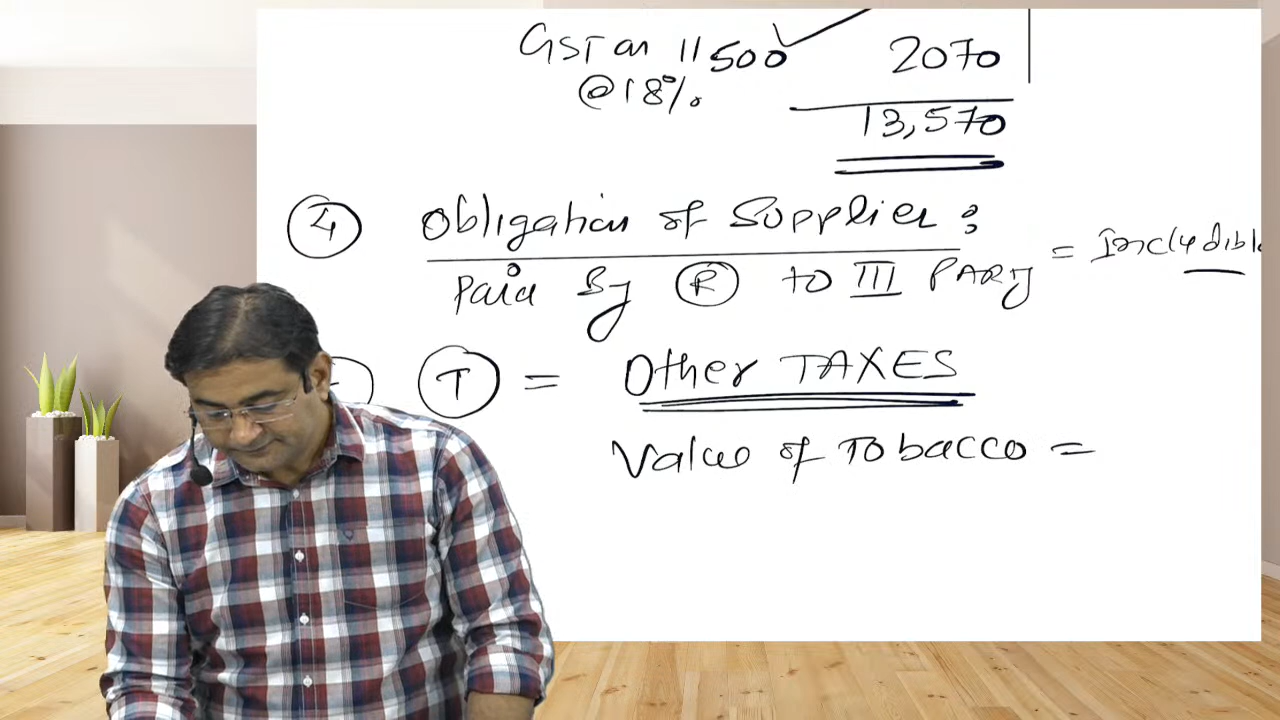 GST on 11500 2070
@18%.
13,570
4 Obligation of Supplier :
Paid By R to III PARty = Includible
T = Other TAXES
Value of Tobacco =